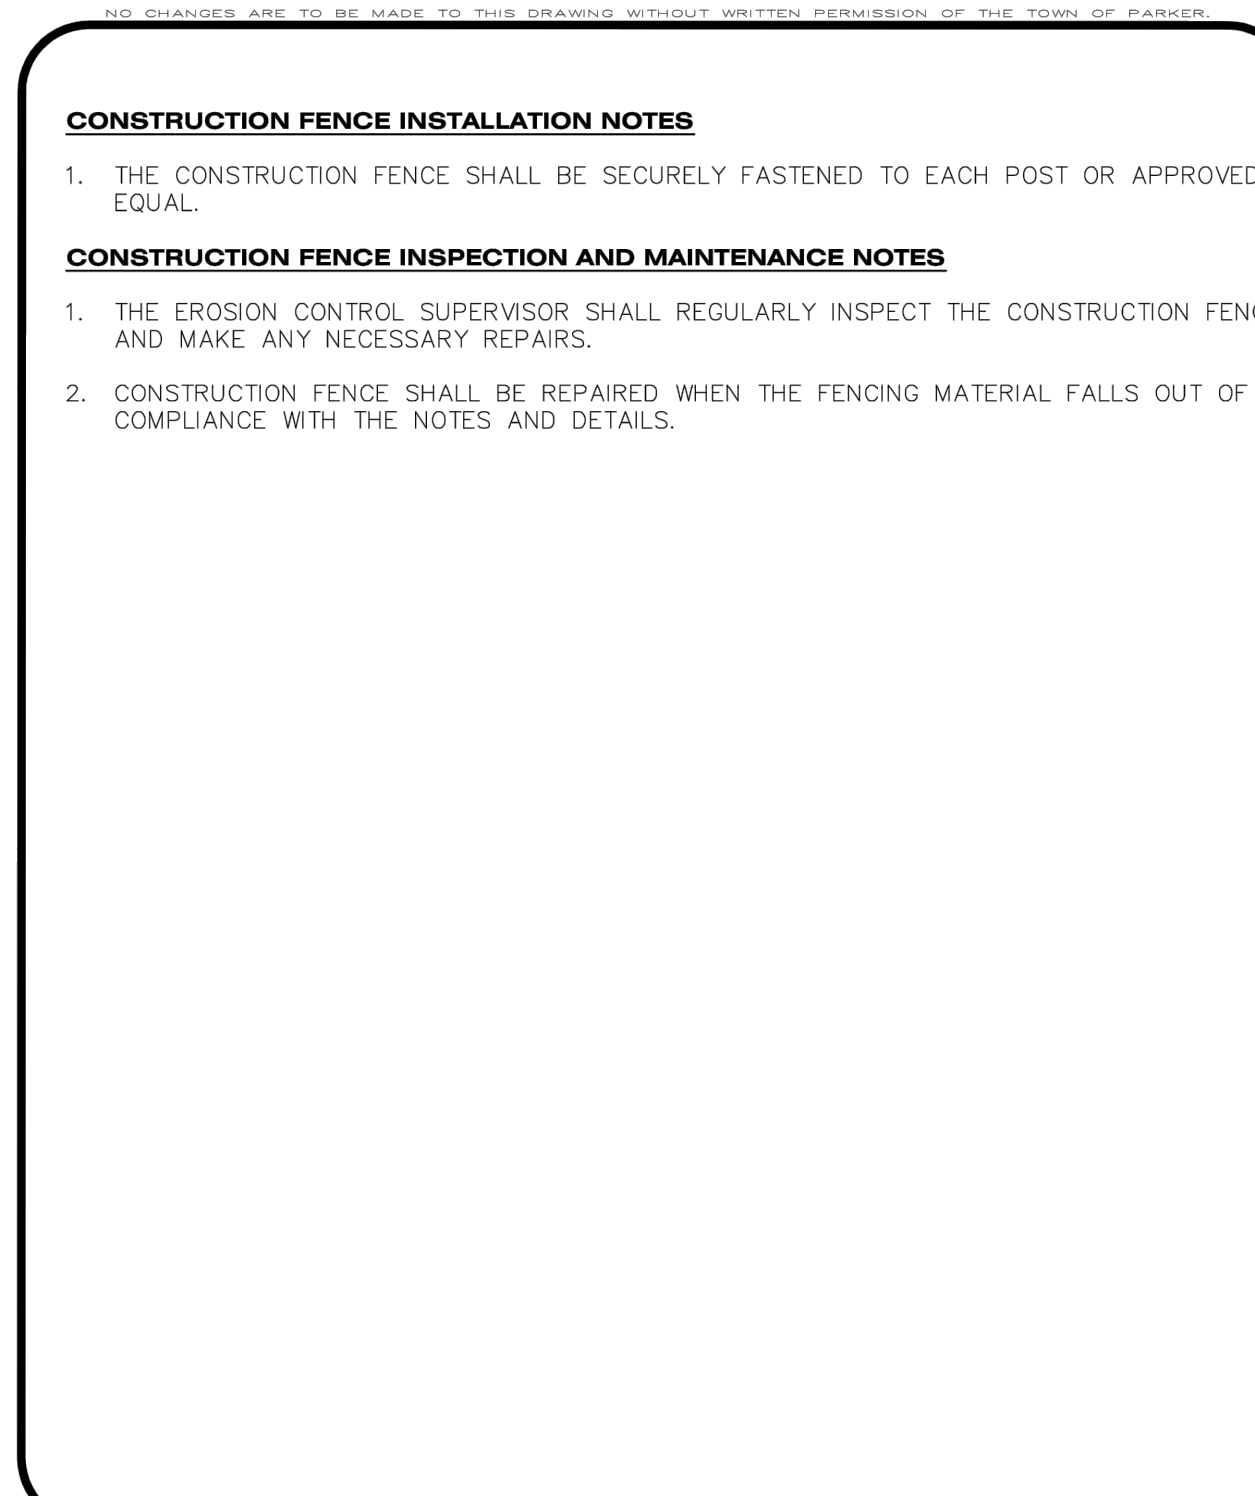 NO CHANGES ARE TO BE MADE TO THIS DRAWING WITHOUT WRITTEN PERMISSION OF THE TOWN OF PARKER.
CONSTRUCTION FENCE INSTALLATION NOTES
1. THE CONSTRUCTION FENCE SHALL BE SECURELY FASTENED TO EACH POST OR APPROVED
EQUAL.
CONSTRUCTION FENCE INSPECTION AND MAINTENANCE NOTES
1. THE EROSION CONTROL SUPERVISOR SHALL REGULARLY INSPECT THE CONSTRUCTION
AND MAKE ANY NECESSARY REPAIRS.
2. CONSTRUCTION FENCE SHALL BE REPAIRED WHEN THE FENCING MATERIAL FALLS OUT OF
COMPLIANCE WITH THE NOTES AND DETAILS.